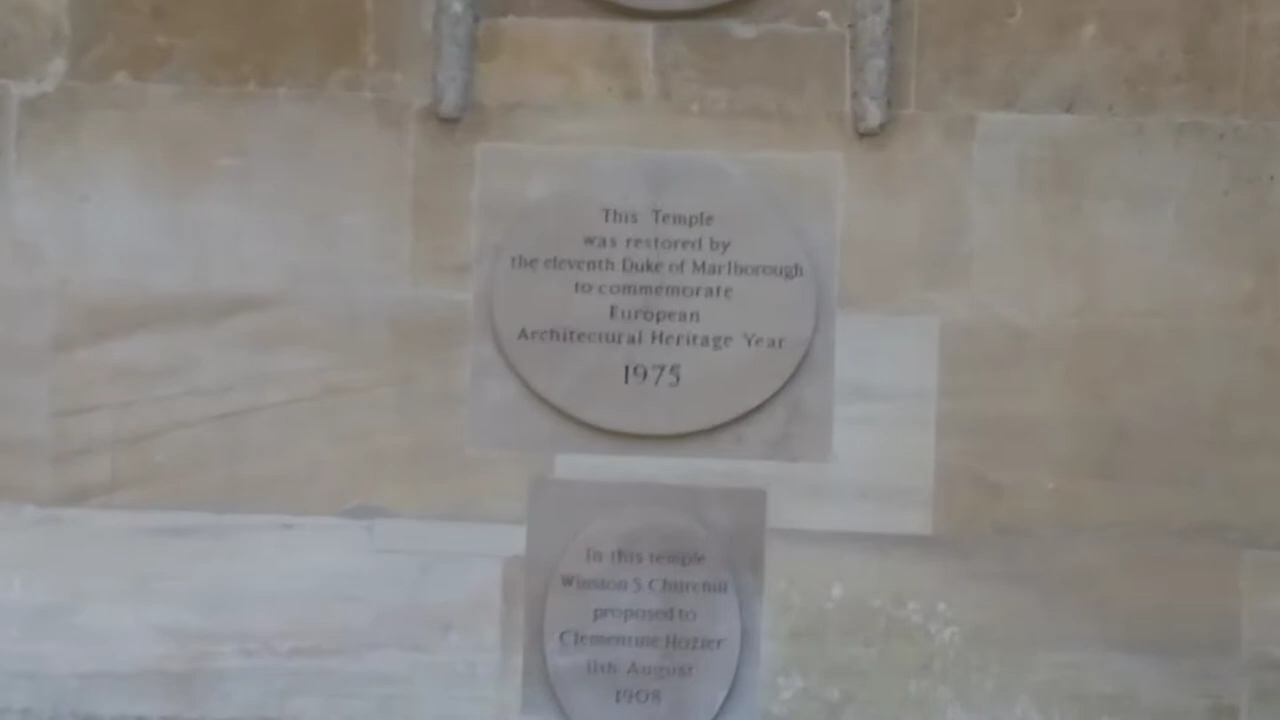 This Temple
was restored by
the eleventh Duke of Marlborough
to commemorate
European
Architectural Heritage Year
1975
In this temple
Winston S Churchill
proposed to
Clementine Hozier
11th August
1908